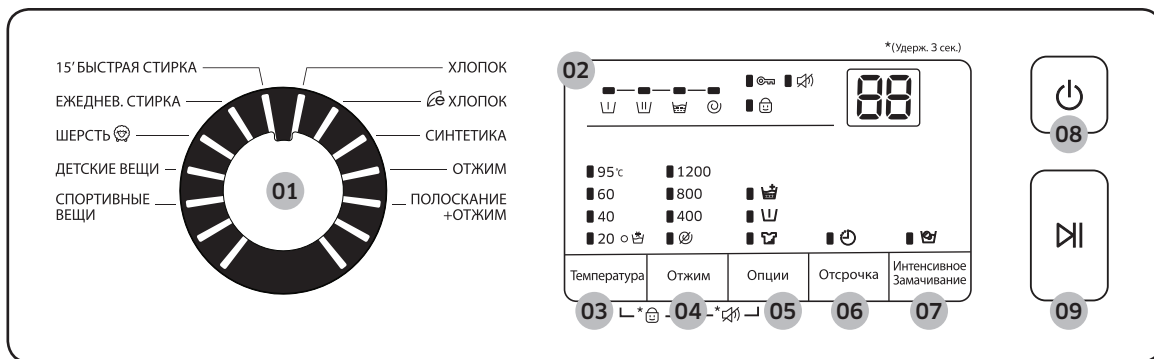 *(Удерж. 3 сек.)
15' БЫСТРАЯ СТИРКА
ЕЖЕДНЕВ. СТИРКА
ШЕРСТЬ
ДЕТСКИЕ ВЕЩИ
СПОРТИВНЫЕ
ВЕЩИ
01
ХЛОПОК
e ХЛОПОК
СИНТЕТИКА
ОТЖИМ
ПОЛОСКАНИЕ
+ОТЖИМ
02
88
95℃ 1200
60 800
40 400
20
Температура
Отжим
Опции
Отсрочка
Интенсивное
Замачивание
03 * 04 * 05 06 07
08
09